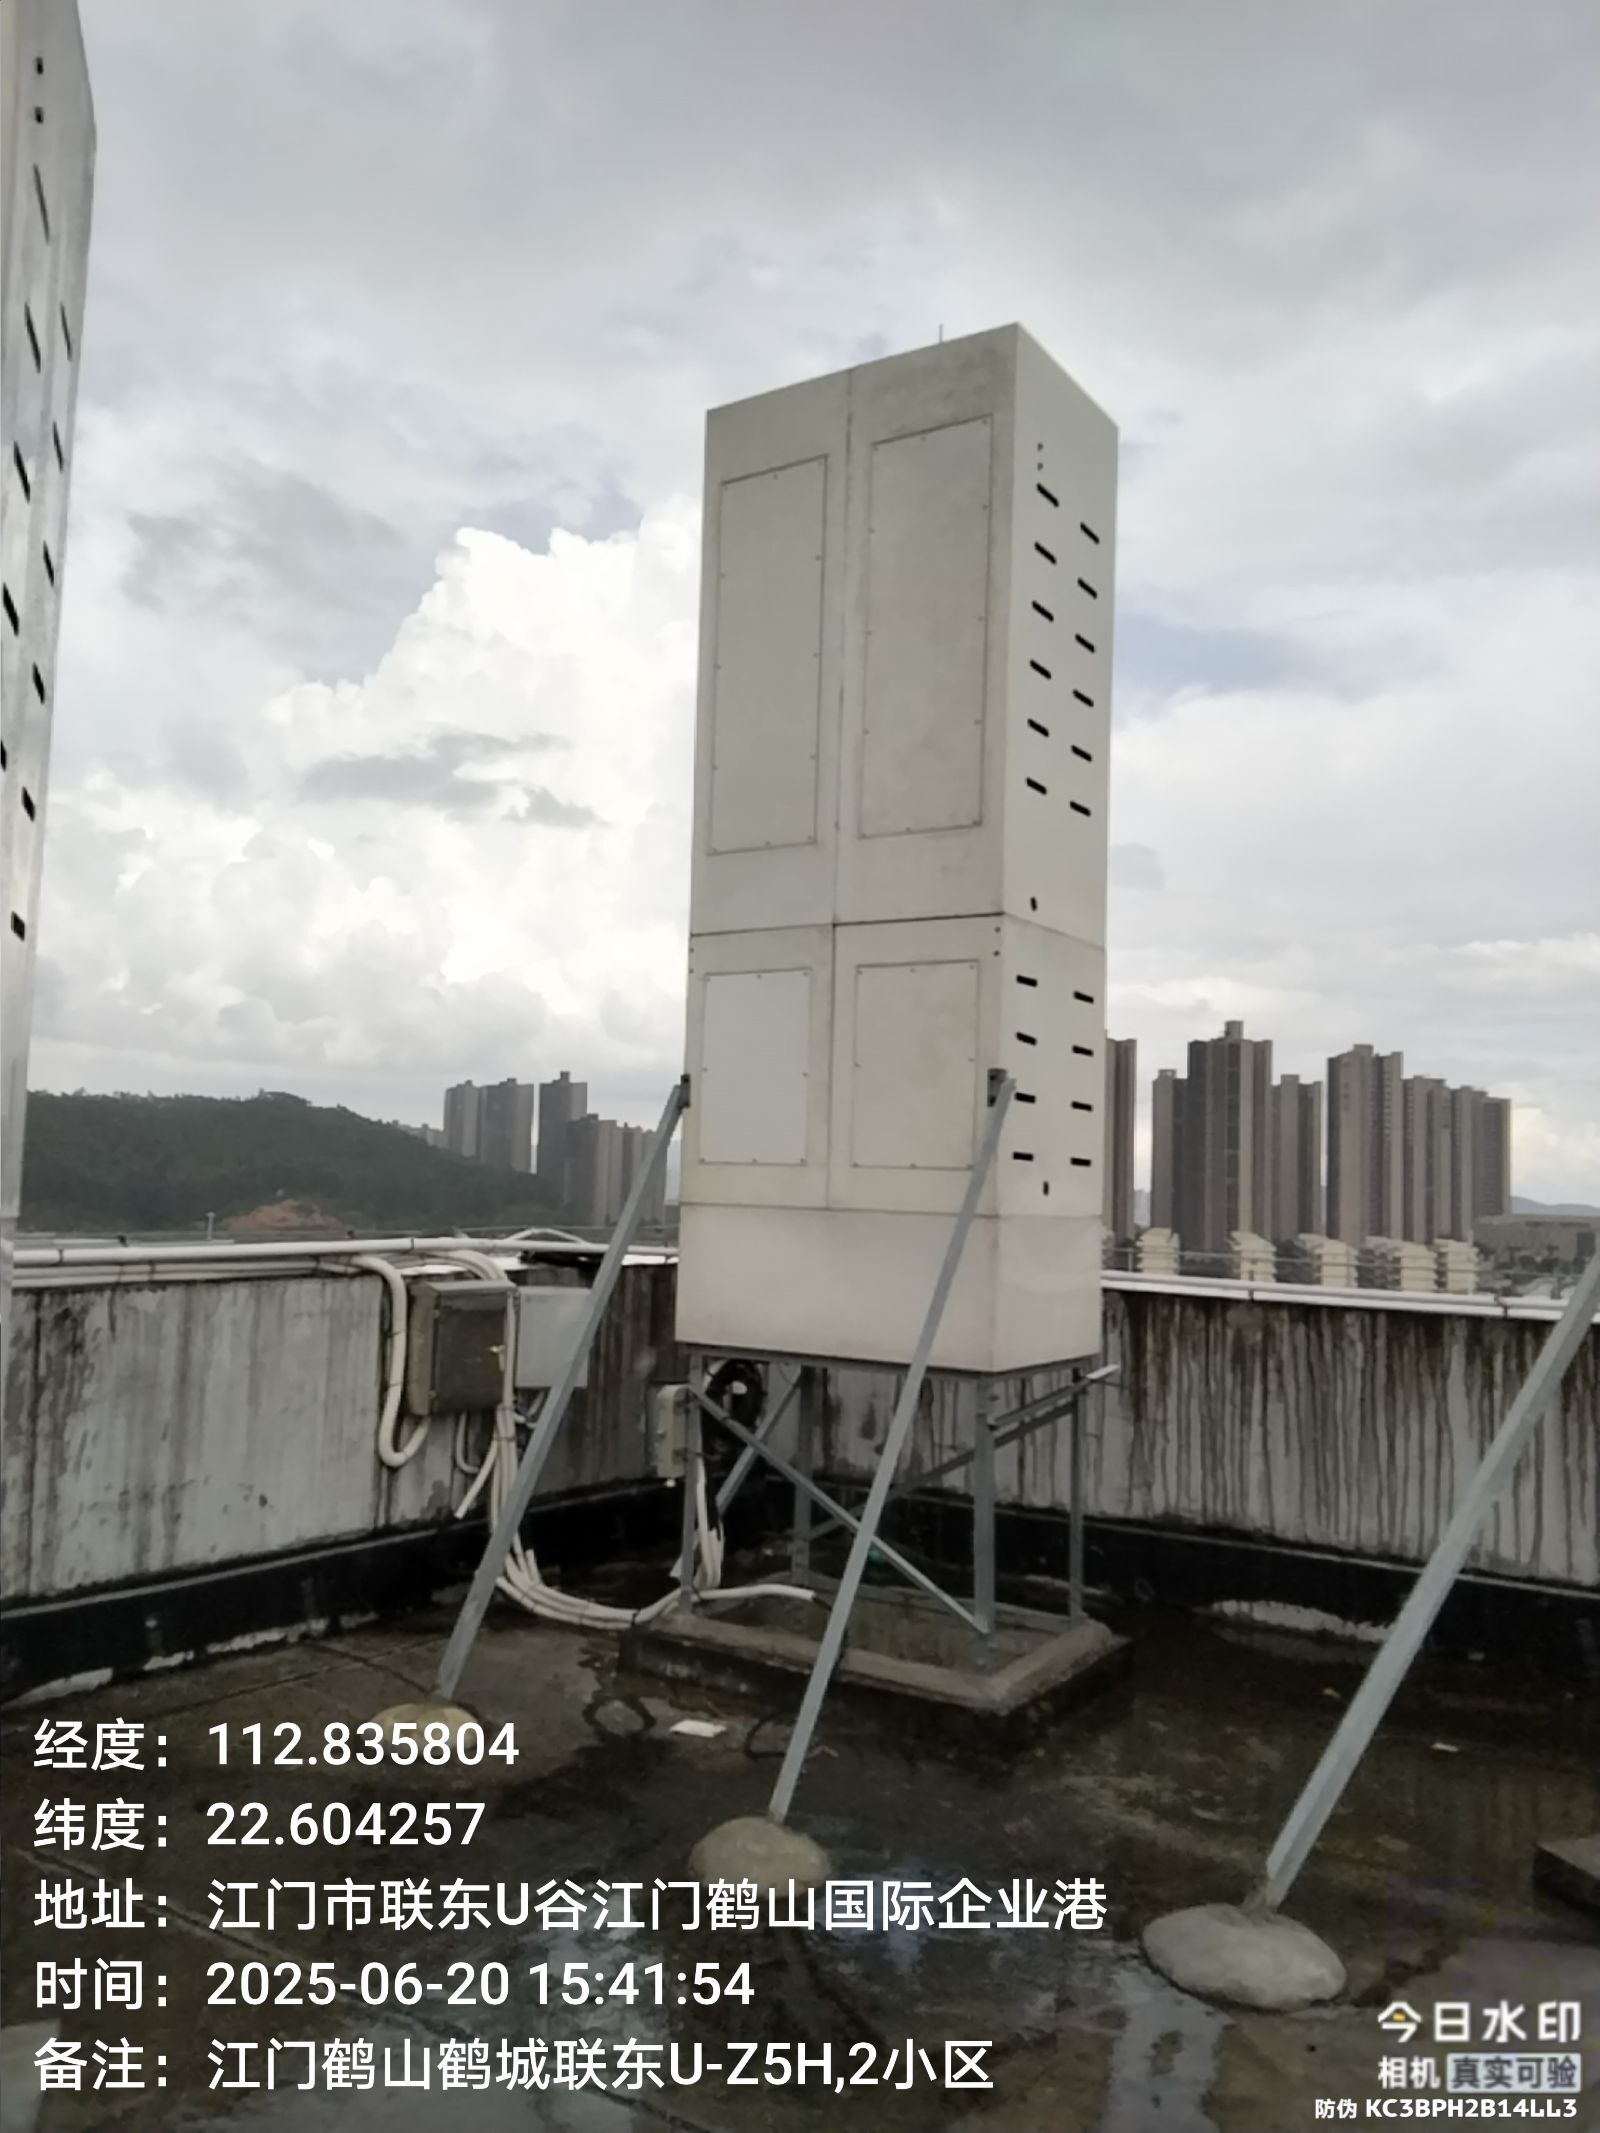 经度：112.835804
纬度：22.604257
地址：江门市联东U谷江门鹤山国际企业港
时间：2025-06-20 15:41:54
备注：江门鹤山鹤城联东U-Z5H,2小区
今日水印
相机 真实可验
防伪 KC3BPH2B14LL3